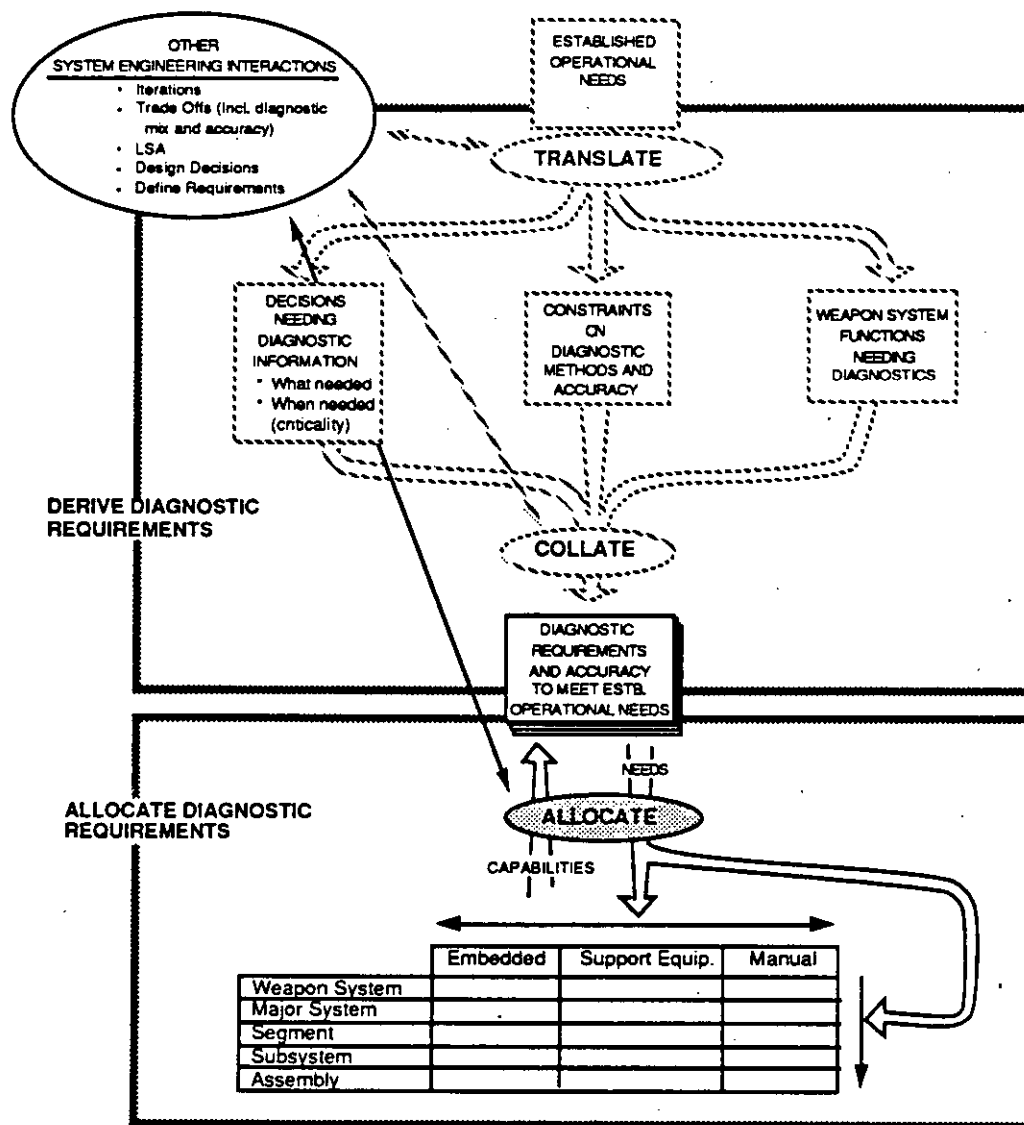 OTHER
SYSTEM ENGINEERING INTERACTIONS
• Iterations
• Trade Offs (Incl. diagnostic
mix and accuracy)
• LSA
• Design Decisions
• Define Requirements
ESTABLISHED
OPERATIONAL
NEEDS
TRANSLATE
DECISIONS
NEEDING
DIAGNOSTIC
INFORMATION
* What needed
* When needed
(criticality)
CONSTRAINTS
ON
DIAGNOSTIC
METHODS AND
ACCURACY
WEAPON SYSTEM
FUNCTIONS
NEEDING
DIAGNOSTICS
DERIVE DIAGNOSTIC
REQUIREMENTS
COLLATE
DIAGNOSTIC
REQUIREMENTS
AND ACCURACY
TO MEET ESTB.
OPERATIONAL NEEDS
NEEDS
ALLOCATE DIAGNOSTIC
REQUIREMENTS
ALLOCATE
CAPABILITIES
Embedded Support Equip. Manual
Weapon System
Major System
Segment
Subsystem
Assembly